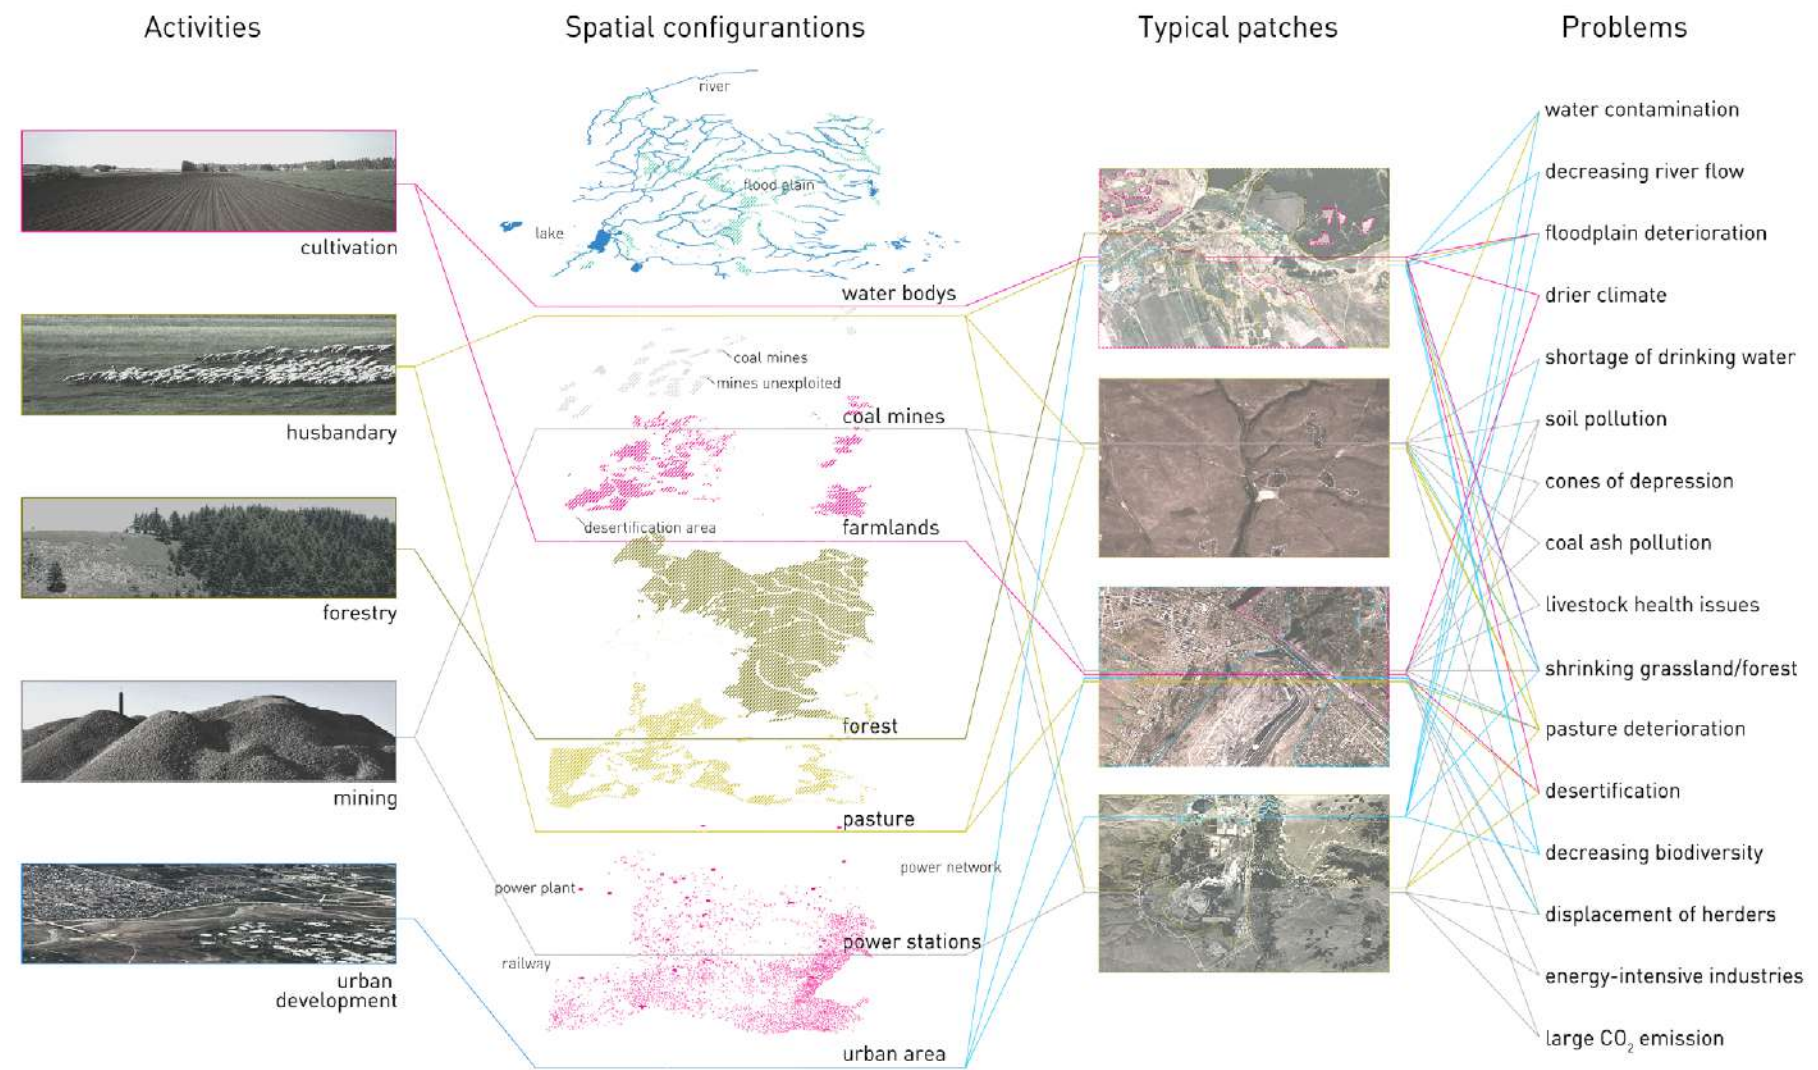 Activities
Spatial configurantions
Typical patches
Problems
cultivation
husbandary
forestry
mining
urban
development
river
flood plain
lake
water bodys
coal mines
mines unexploited
coal mines
desertification area
farmlands
forest
pasture
power network
power plant
power stations
railway
urban area
water contamination
decreasing river flow
floodplain deterioration
drier climate
shortage of drinking water
soil pollution
cones of depression
coal ash pollution
livestock health issues
shrinking grassland/forest
pasture deterioration
desertification
decreasing biodiversity
displacement of herders
energy-intensive industries
large CO₂ emission